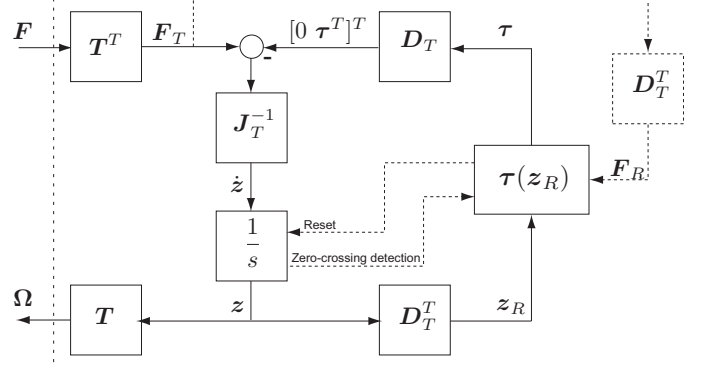 F
T^T
F_T
-
[0 τ^T]^T
D_T
τ
D_T^T
J_T^{-1}
τ(z_R)
F_R
ż
Reset
1/s
Zero-crossing detection
Ω
T
z
D_T^T
z_R